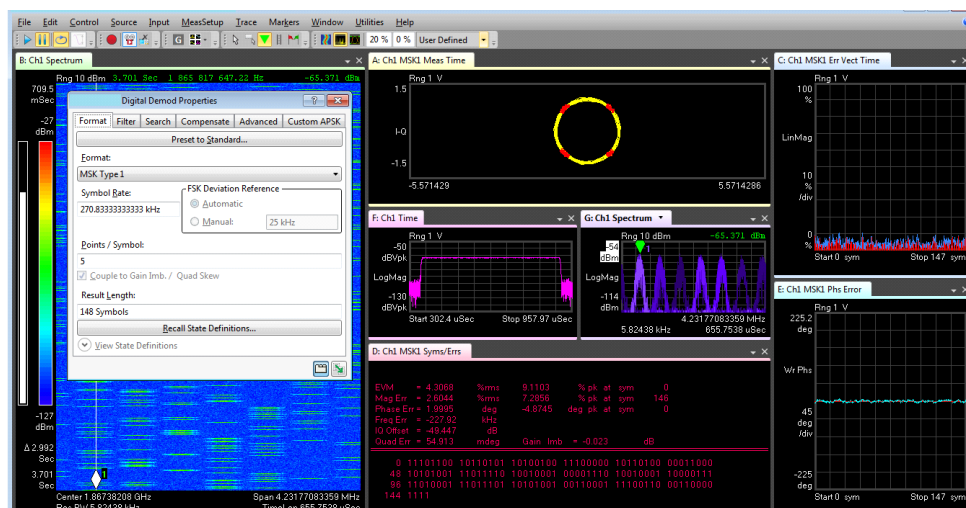 File Edit Control Source Input MeasSetup Trace Markers Window Utilities Help
20 % 0 % User Defined
B: Ch1 Spectrum
Rng 10 dBm 3.701 Sec 1 865 817 647.22 Hz -65.371 dBm
709.5
mSec
-27
dBm
-127
dBm
Δ 2.992
Sec
3.701
Sec
1
Center 1.86738208 GHz Span 4.23177083359 MHz
Res BW 5.82438 kHz TimeLen 655.7538 uSec
Digital Demod Properties
Format Filter Search Compensate Advanced Custom APSK
Preset to Standard...
Format:
MSK Type 1
Symbol Rate:
270.83333333333 kHz
FSK Deviation Reference
Automatic
Manual: 25 kHz
Points / Symbol:
5
Couple to Gain Imb. / Quad Skew
Result Length:
148 Symbols
Recall State Definitions...
View State Definitions
A: Ch1 MSK1 Meas Time
Rng 1 V
1.5
I-Q
-1.5
-5.571429 5.5714286
F: Ch1 Time
Rng 1 V
-50
dBVpk
LogMag
-130
dBVpk
Start 302.4 uSec Stop 957.97 uSec
G: Ch1 Spectrum
Rng 10 dBm -65.371 dBm
-54
dBm
1
LogMag
-114
dBm
4.23177083359 MHz
5.82438 kHz 655.7538 uSec
D: Ch1 MSK1 Syms/Errs
EVM = 4.3068 %rms 9.1103 % pk at sym 0
Mag Err = 2.6044 %rms 7.2856 % pk at sym 146
Phase Err = 1.9995 deg -4.8745 deg pk at sym 0
Freq Err = -227.92 kHz
IQ Offset = -49.447 dB
Quad Err = 54.913 mdeg Gain Imb = -0.023 dB
0 11101100 10110101 10100100 11100000 10110100 00011000
48 10101001 11011110 10010001 00001110 10010001 10000111
96 11010001 11011101 10101001 00110001 11100110 00110000
144 1111
C: Ch1 MSK1 Err Vect Time
Rng 1 V
100
%
LinMag
10
%
/div
0
%
Start 0 sym Stop 147 sym
E: Ch1 MSK1 Phs Error
Rng 1 V
225.2
deg
Wr Phs
45
deg
/div
-225
deg
Start 0 sym Stop 147 sym